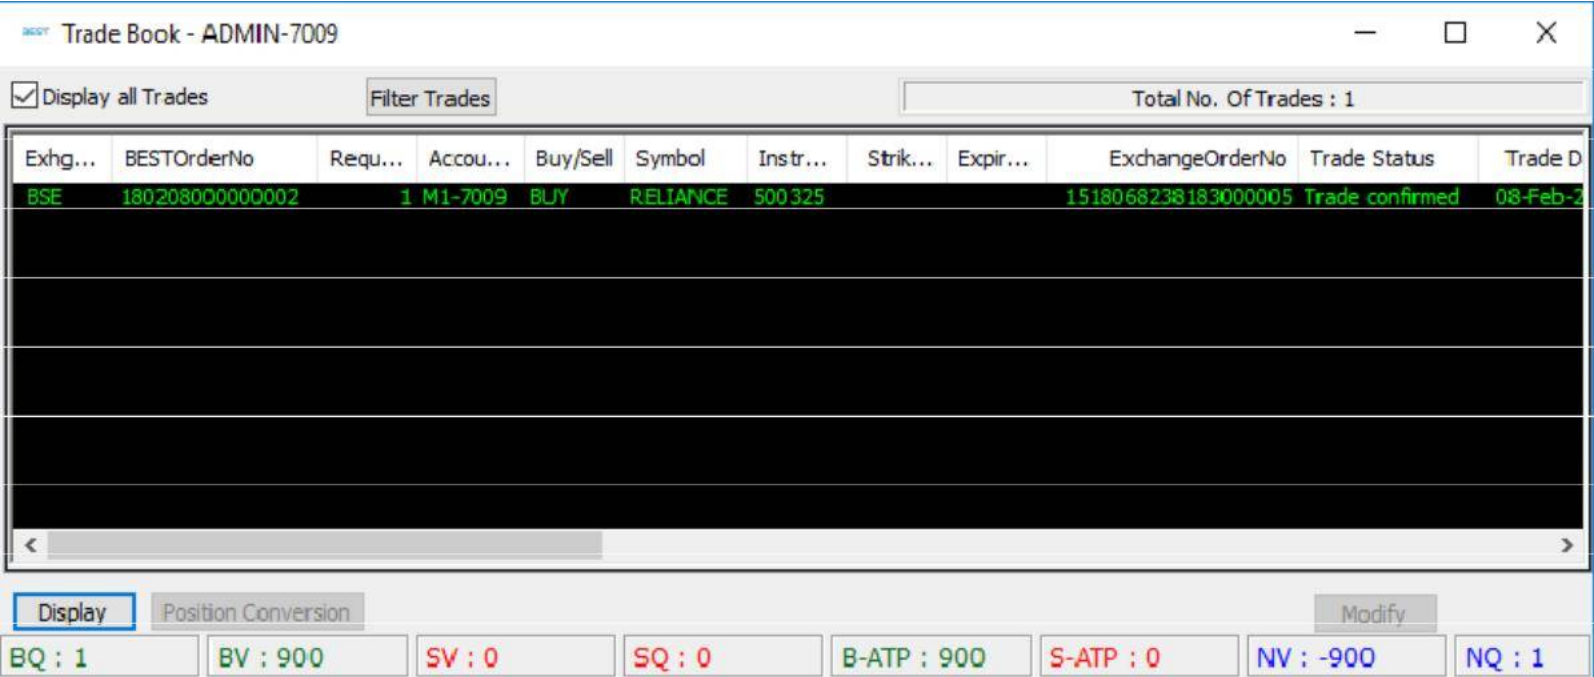 BEST Trade Book - ADMIN-7009
Display all Trades Filter Trades Total No. Of Trades : 1
Exhg... BESTOrderNo Requ... Accou... Buy/Sell Symbol Instr... Strik... Expir... ExchangeOrderNo Trade Status Trade D
BSE 180208000000002 1 M1-7009 BUY RELIANCE 500325 1518068238183000005 Trade confirmed 08-Feb-2
Display Position Conversion Modify
BQ : 1 BV : 900 SV : 0 SQ : 0 B-ATP : 900 S-ATP : 0 NV : -900 NQ : 1